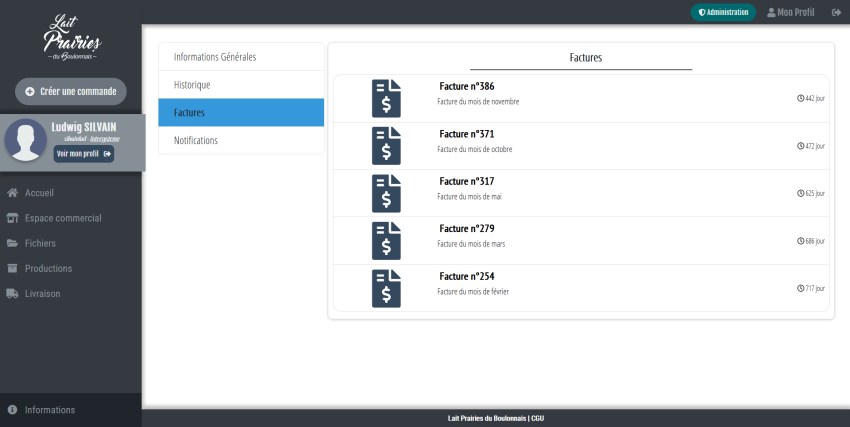 Lait
Prairies
du Boulonnais
Administration
Mon Profil
Créer une commande
Ludwig SILVAIN
Voir mon profil
Accueil
Espace commercial
Fichiers
Productions
Livraison
Informations
Informations Générales
Historique
Factures
Notifications
Factures
Facture n°386
Facture du mois de novembre
442 jour
Facture n°371
Facture du mois de octobre
472 jour
Facture n°317
Facture du mois de mai
625 jour
Facture n°279
Facture du mois de mars
686 jour
Facture n°254
Facture du mois de février
717 jour
Lait Prairies du Boulonnais | CGU